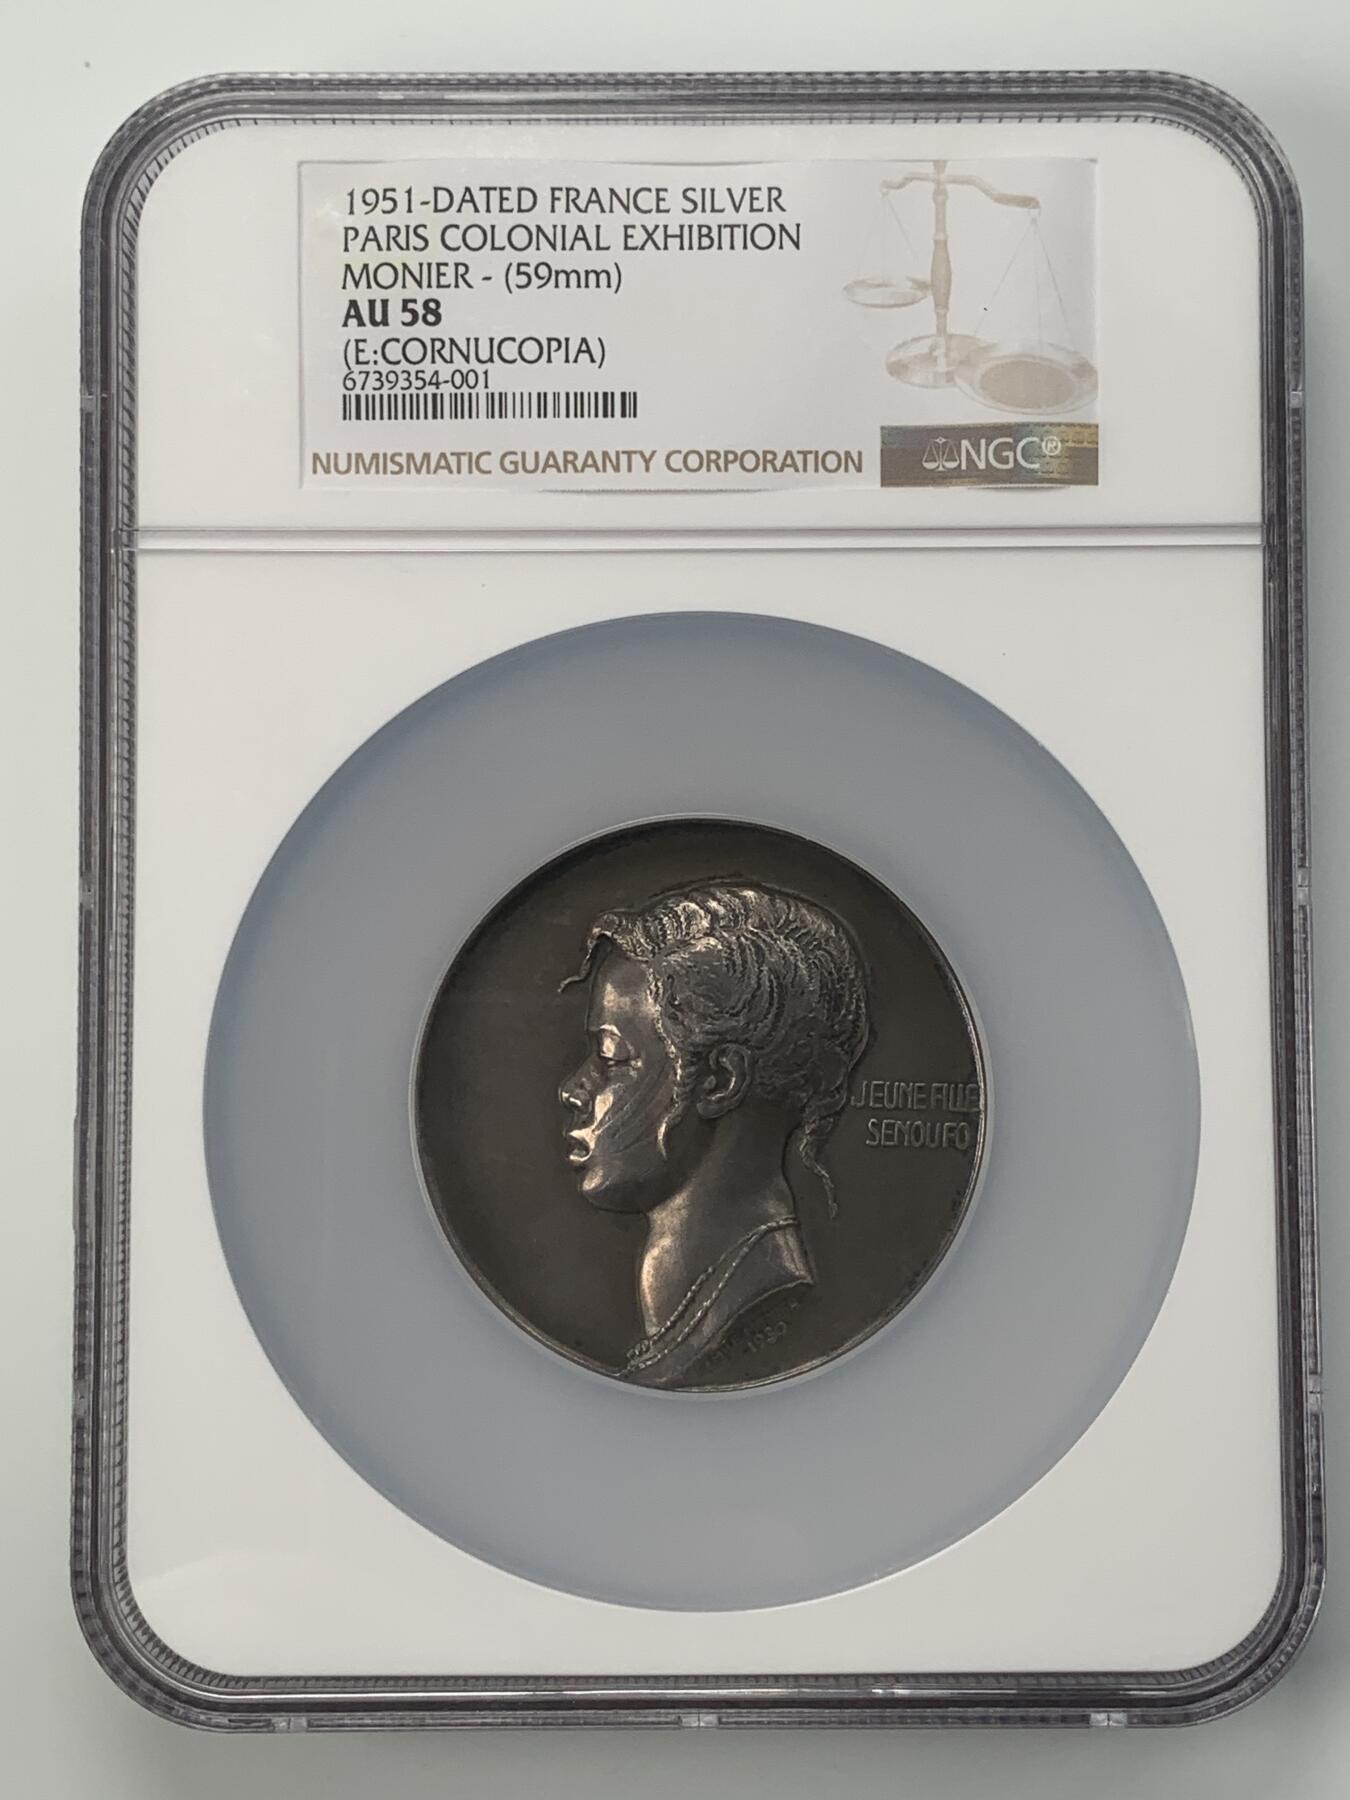 1951-DATED FRANCE SILVER
PARIS COLONIAL EXHIBITION
MONIER - (59mm)
AU 58
(E:CORNUCOPIA)
6739354-001
NUMISMATIC GUARANTY CORPORATION
NGC®
JEUNE FILLE
SENOUFO
1930